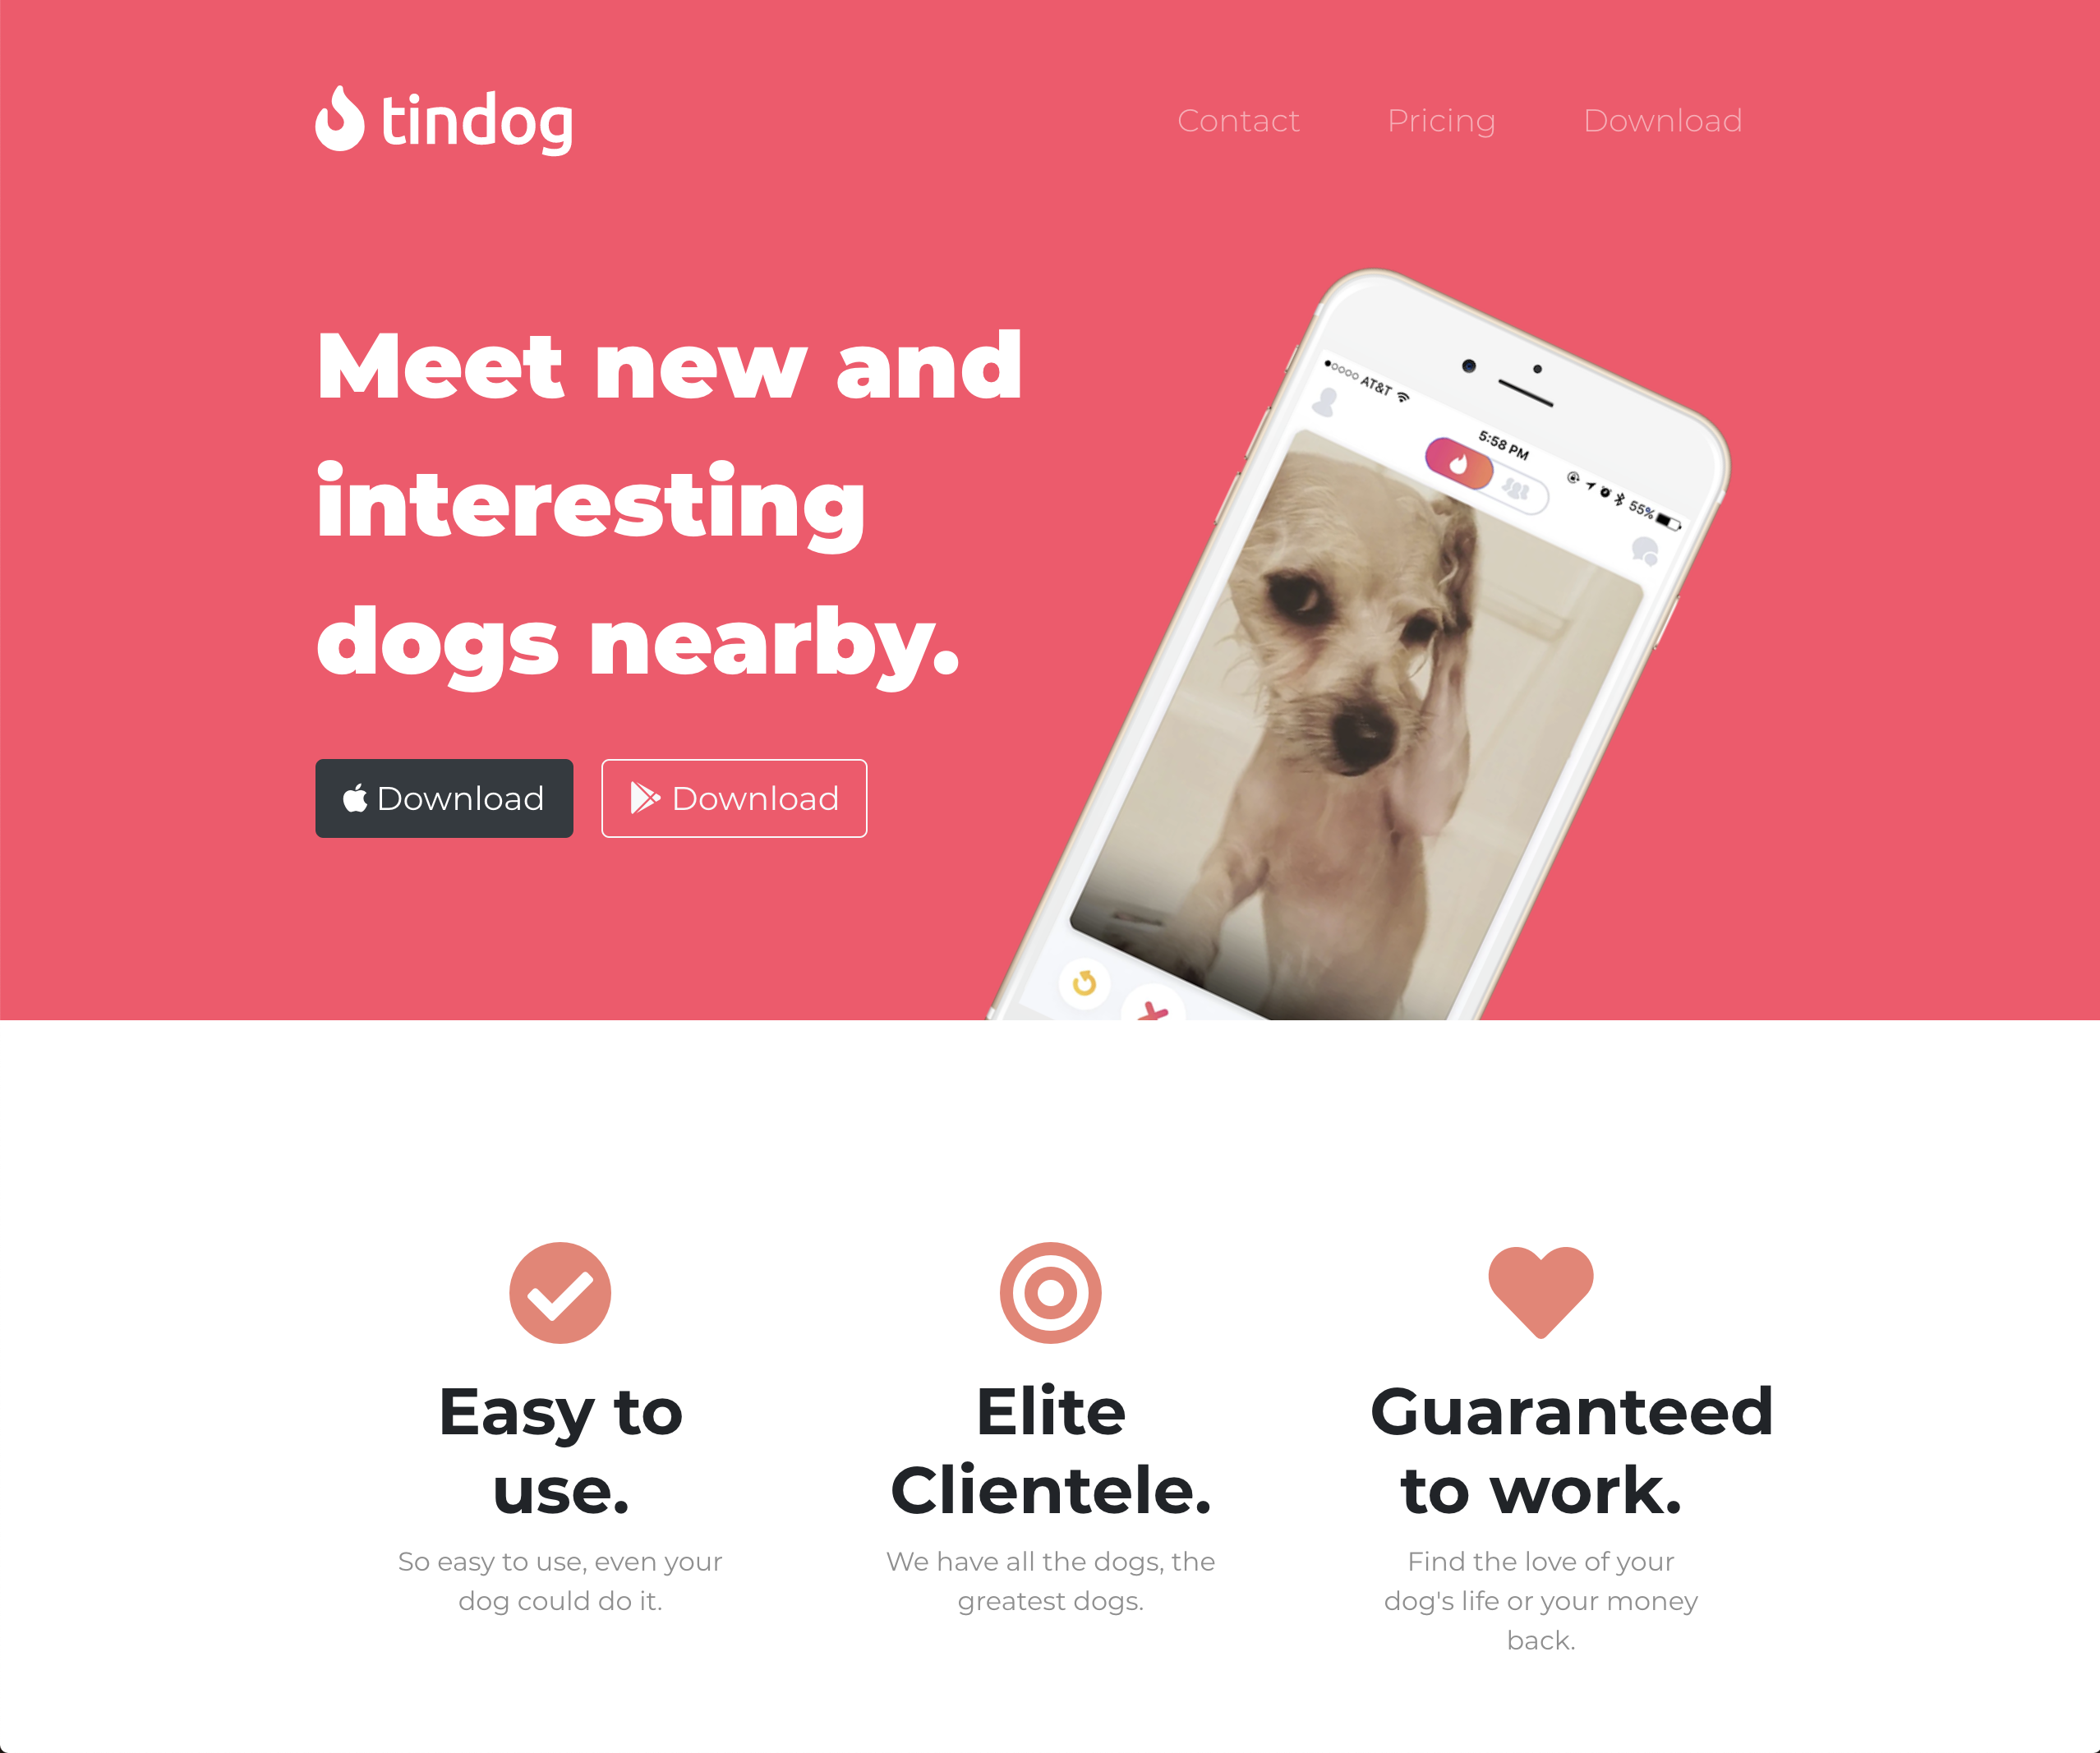 tindog
Contact
Pricing
Download
Meet new and
interesting
dogs nearby.
Download
Download
AT&T
5:58 PM
55%
Easy to
use.
So easy to use, even your
dog could do it.
Elite
Clientele.
We have all the dogs, the
greatest dogs.
Guaranteed
to work.
Find the love of your
dog's life or your money
back.